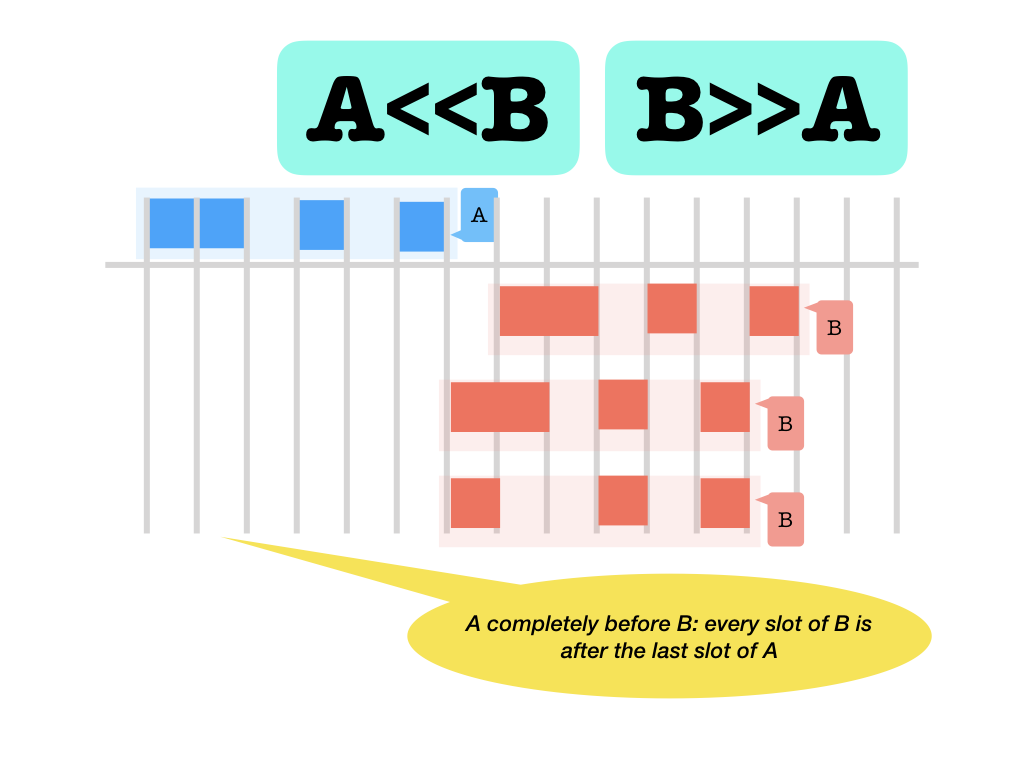 A<<B
B>>A
A
B
B
B
A completely before B: every slot of B is
after the last slot of A